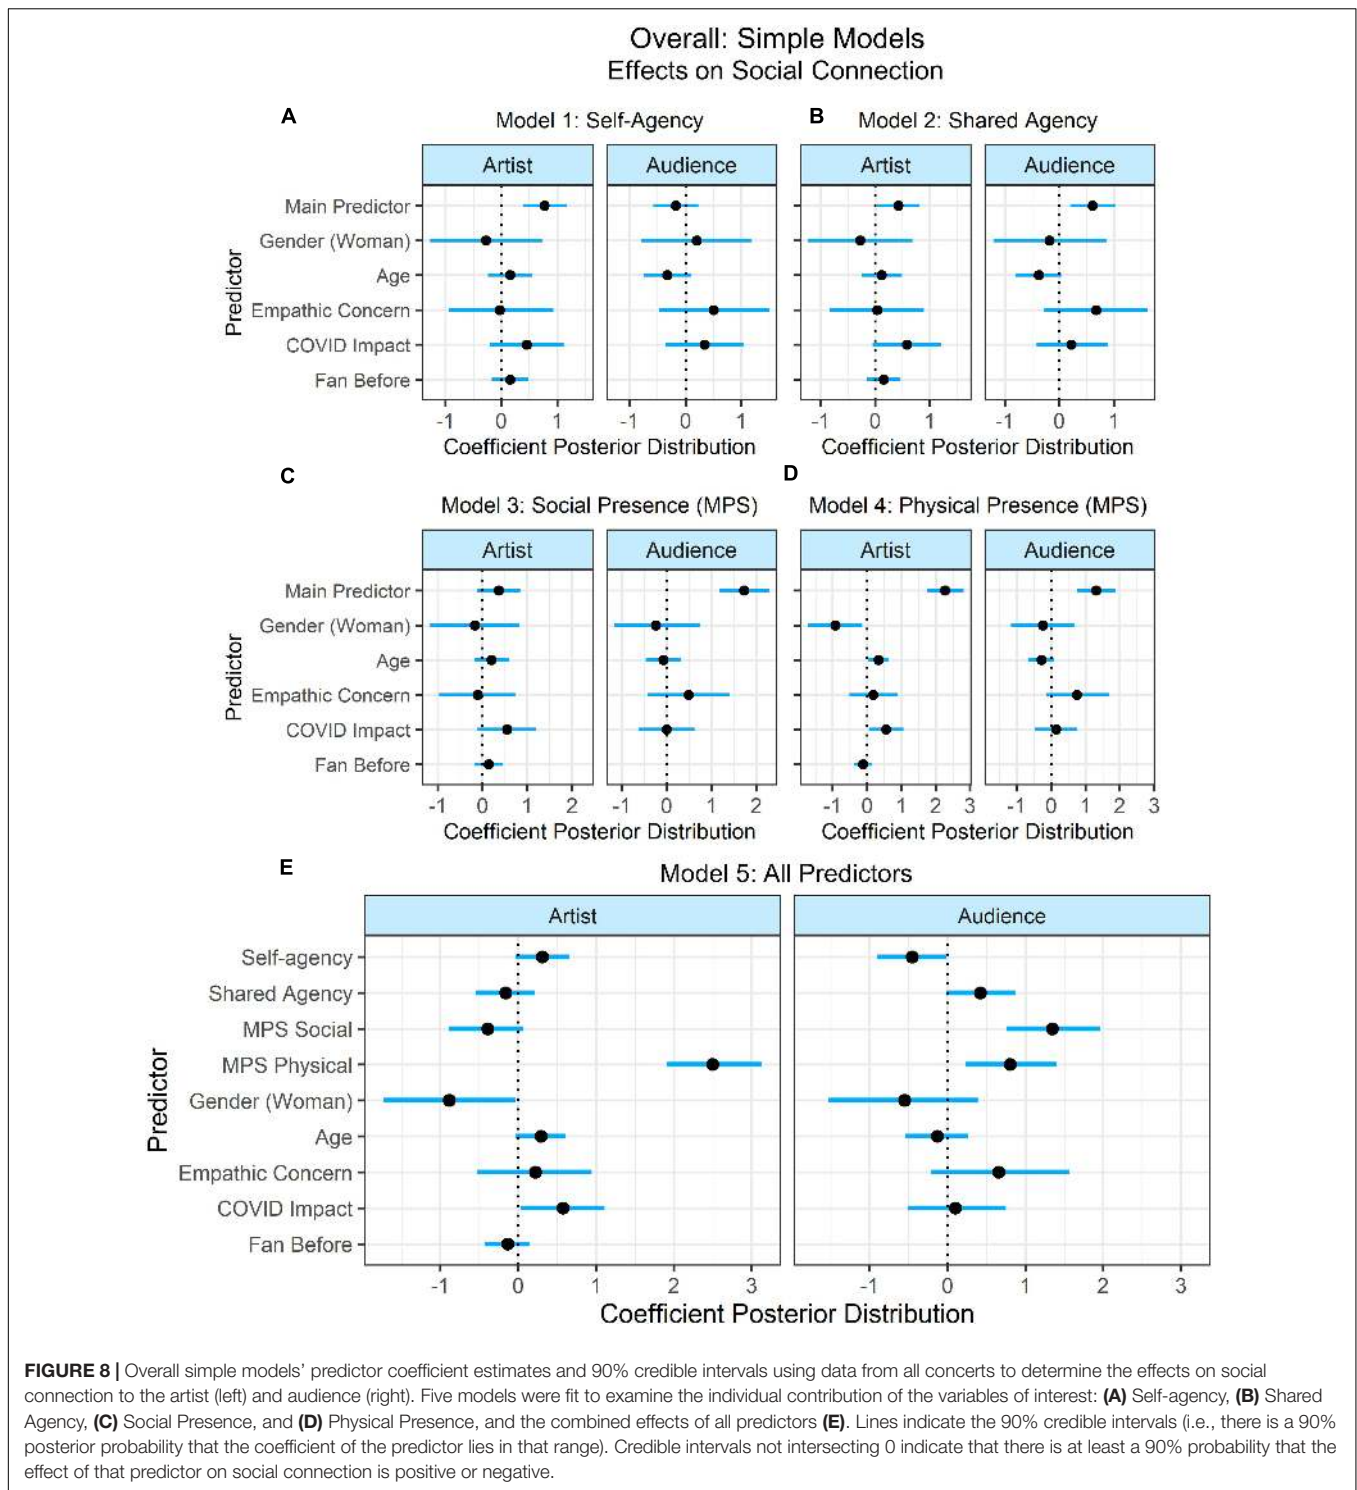 Overall: Simple Models
Effects on Social Connection
A
Model 1: Self-Agency
B
Model 2: Shared Agency
Artist
Audience
Artist
Audience
Predictor
Main Predictor
Gender (Woman)
Age
Empathic Concern
COVID Impact
Fan Before
-1 0 1
-1 0 1
-1 0 1
-1 0 1
Coefficient Posterior Distribution
Coefficient Posterior Distribution
C
Model 3: Social Presence (MPS)
D
Model 4: Physical Presence (MPS)
Artist
Audience
Artist
Audience
Predictor
Main Predictor
Gender (Woman)
Age
Empathic Concern
COVID Impact
Fan Before
-1 0 1 2
-1 0 1 2
-1 0 1 2 3
-1 0 1 2 3
Coefficient Posterior Distribution
Coefficient Posterior Distribution
E
Model 5: All Predictors
Artist
Audience
Predictor
Self-agency
Shared Agency
MPS Social
MPS Physical
Gender (Woman)
Age
Empathic Concern
COVID Impact
Fan Before
-1 0 1 2 3
-1 0 1 2 3
Coefficient Posterior Distribution
FIGURE 8 | Overall simple models' predictor coefficient estimates and 90% credible intervals using data from all concerts to determine the effects on social
connection to the artist (left) and audience (right). Five models were fit to examine the individual contribution of the variables of interest: (A) Self-agency, (B) Shared
Agency, (C) Social Presence, and (D) Physical Presence, and the combined effects of all predictors (E). Lines indicate the 90% credible intervals (i.e., there is a 90%
posterior probability that the coefficient of the predictor lies in that range). Credible intervals not intersecting 0 indicate that there is at least a 90% probability that the
effect of that predictor on social connection is positive or negative.